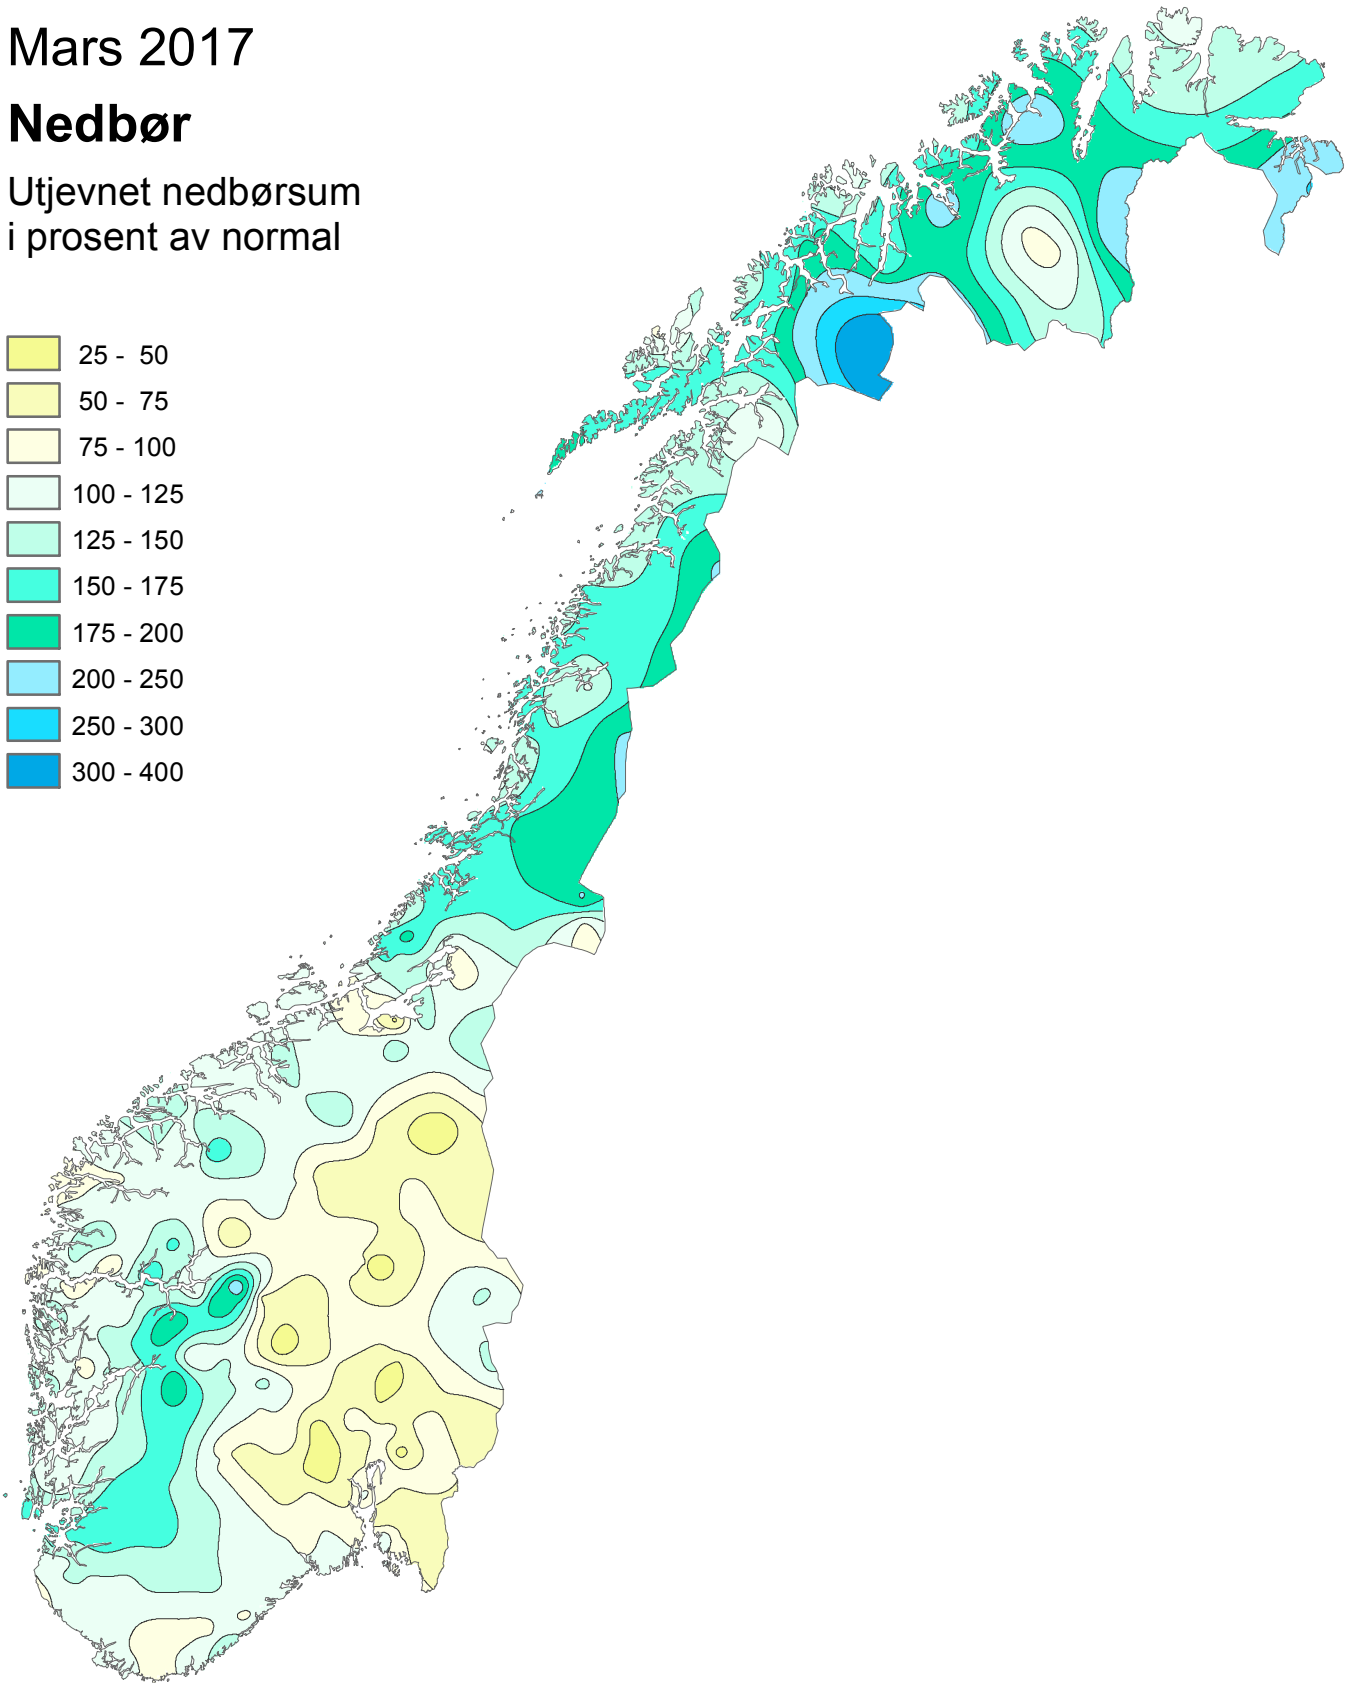 Mars 2017
Nedbør
Utjevnet nedbørsum
i prosent av normal
25 - 50
50 - 75
75 - 100
100 - 125
125 - 150
150 - 175
175 - 200
200 - 250
250 - 300
300 - 400